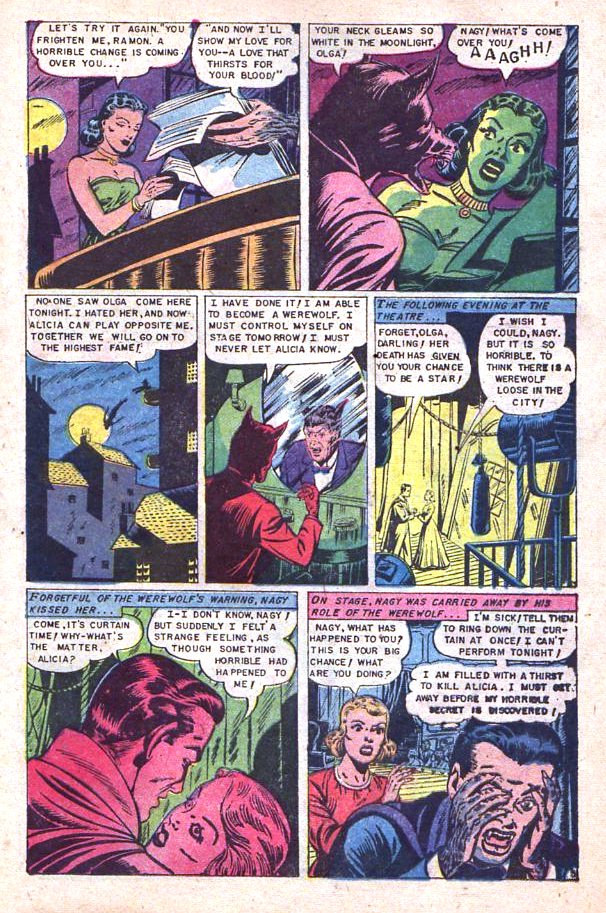 LET'S TRY IT AGAIN. "YOU
FRIGHTEN ME, RAMON. A
HORRIBLE CHANGE IS COMING
OVER YOU..."
"AND NOW I'LL
SHOW MY LOVE FOR
YOU--A LOVE THAT
THIRSTS FOR
YOUR BLOOD!"
YOUR NECK GLEAMS SO
WHITE IN THE MOONLIGHT,
OLGA!
NAGY! WHAT'S COME
OVER YOU!
AAAGHH!
NO ONE SAW OLGA COME HERE
TONIGHT. I HATED HER, AND NOW
ALICIA CAN PLAY OPPOSITE ME.
TOGETHER WE WILL GO ON TO
THE HIGHEST FAME!
I HAVE DONE IT! I AM ABLE
TO BECOME A WEREWOLF. I
MUST CONTROL MYSELF ON
STAGE TOMORROW! I MUST
NEVER LET ALICIA KNOW.
THE FOLLOWING EVENING AT THE
THEATRE...
FORGET, OLGA,
DARLING! HER
DEATH HAS GIVEN
YOU YOUR CHANCE
TO BE A STAR!
I WISH I
COULD, NAGY.
BUT IT IS SO
HORRIBLE. TO
THINK THERE IS A
WEREWOLF
LOOSE IN THE
CITY!
FORGETFUL OF THE WEREWOLF'S WARNING, NAGY
KISSED HER...
COME, IT'S CURTAIN
TIME! WHY-WHAT'S
THE MATTER,
ALICIA?
I-I DON'T KNOW, NAGY!
BUT SUDDENLY I FELT A
STRANGE FEELING, AS
THOUGH SOMETHING
HORRIBLE HAD
HAPPENED TO
ME!
ON STAGE, NAGY WAS CARRIED AWAY BY HIS
ROLE OF THE WEREWOLF...
NAGY, WHAT HAS
HAPPENED TO YOU?
THIS IS YOUR BIG
CHANCE! WHAT
ARE YOU DOING?
I'M SICK! TELL THEM
TO RING DOWN THE CUR-
TAIN AT ONCE! I CAN'T
PERFORM TONIGHT!
I AM FILLED WITH A THIRST
TO KILL ALICIA. I MUST GET
AWAY BEFORE MY HORRIBLE
SECRET IS DISCOVERED!